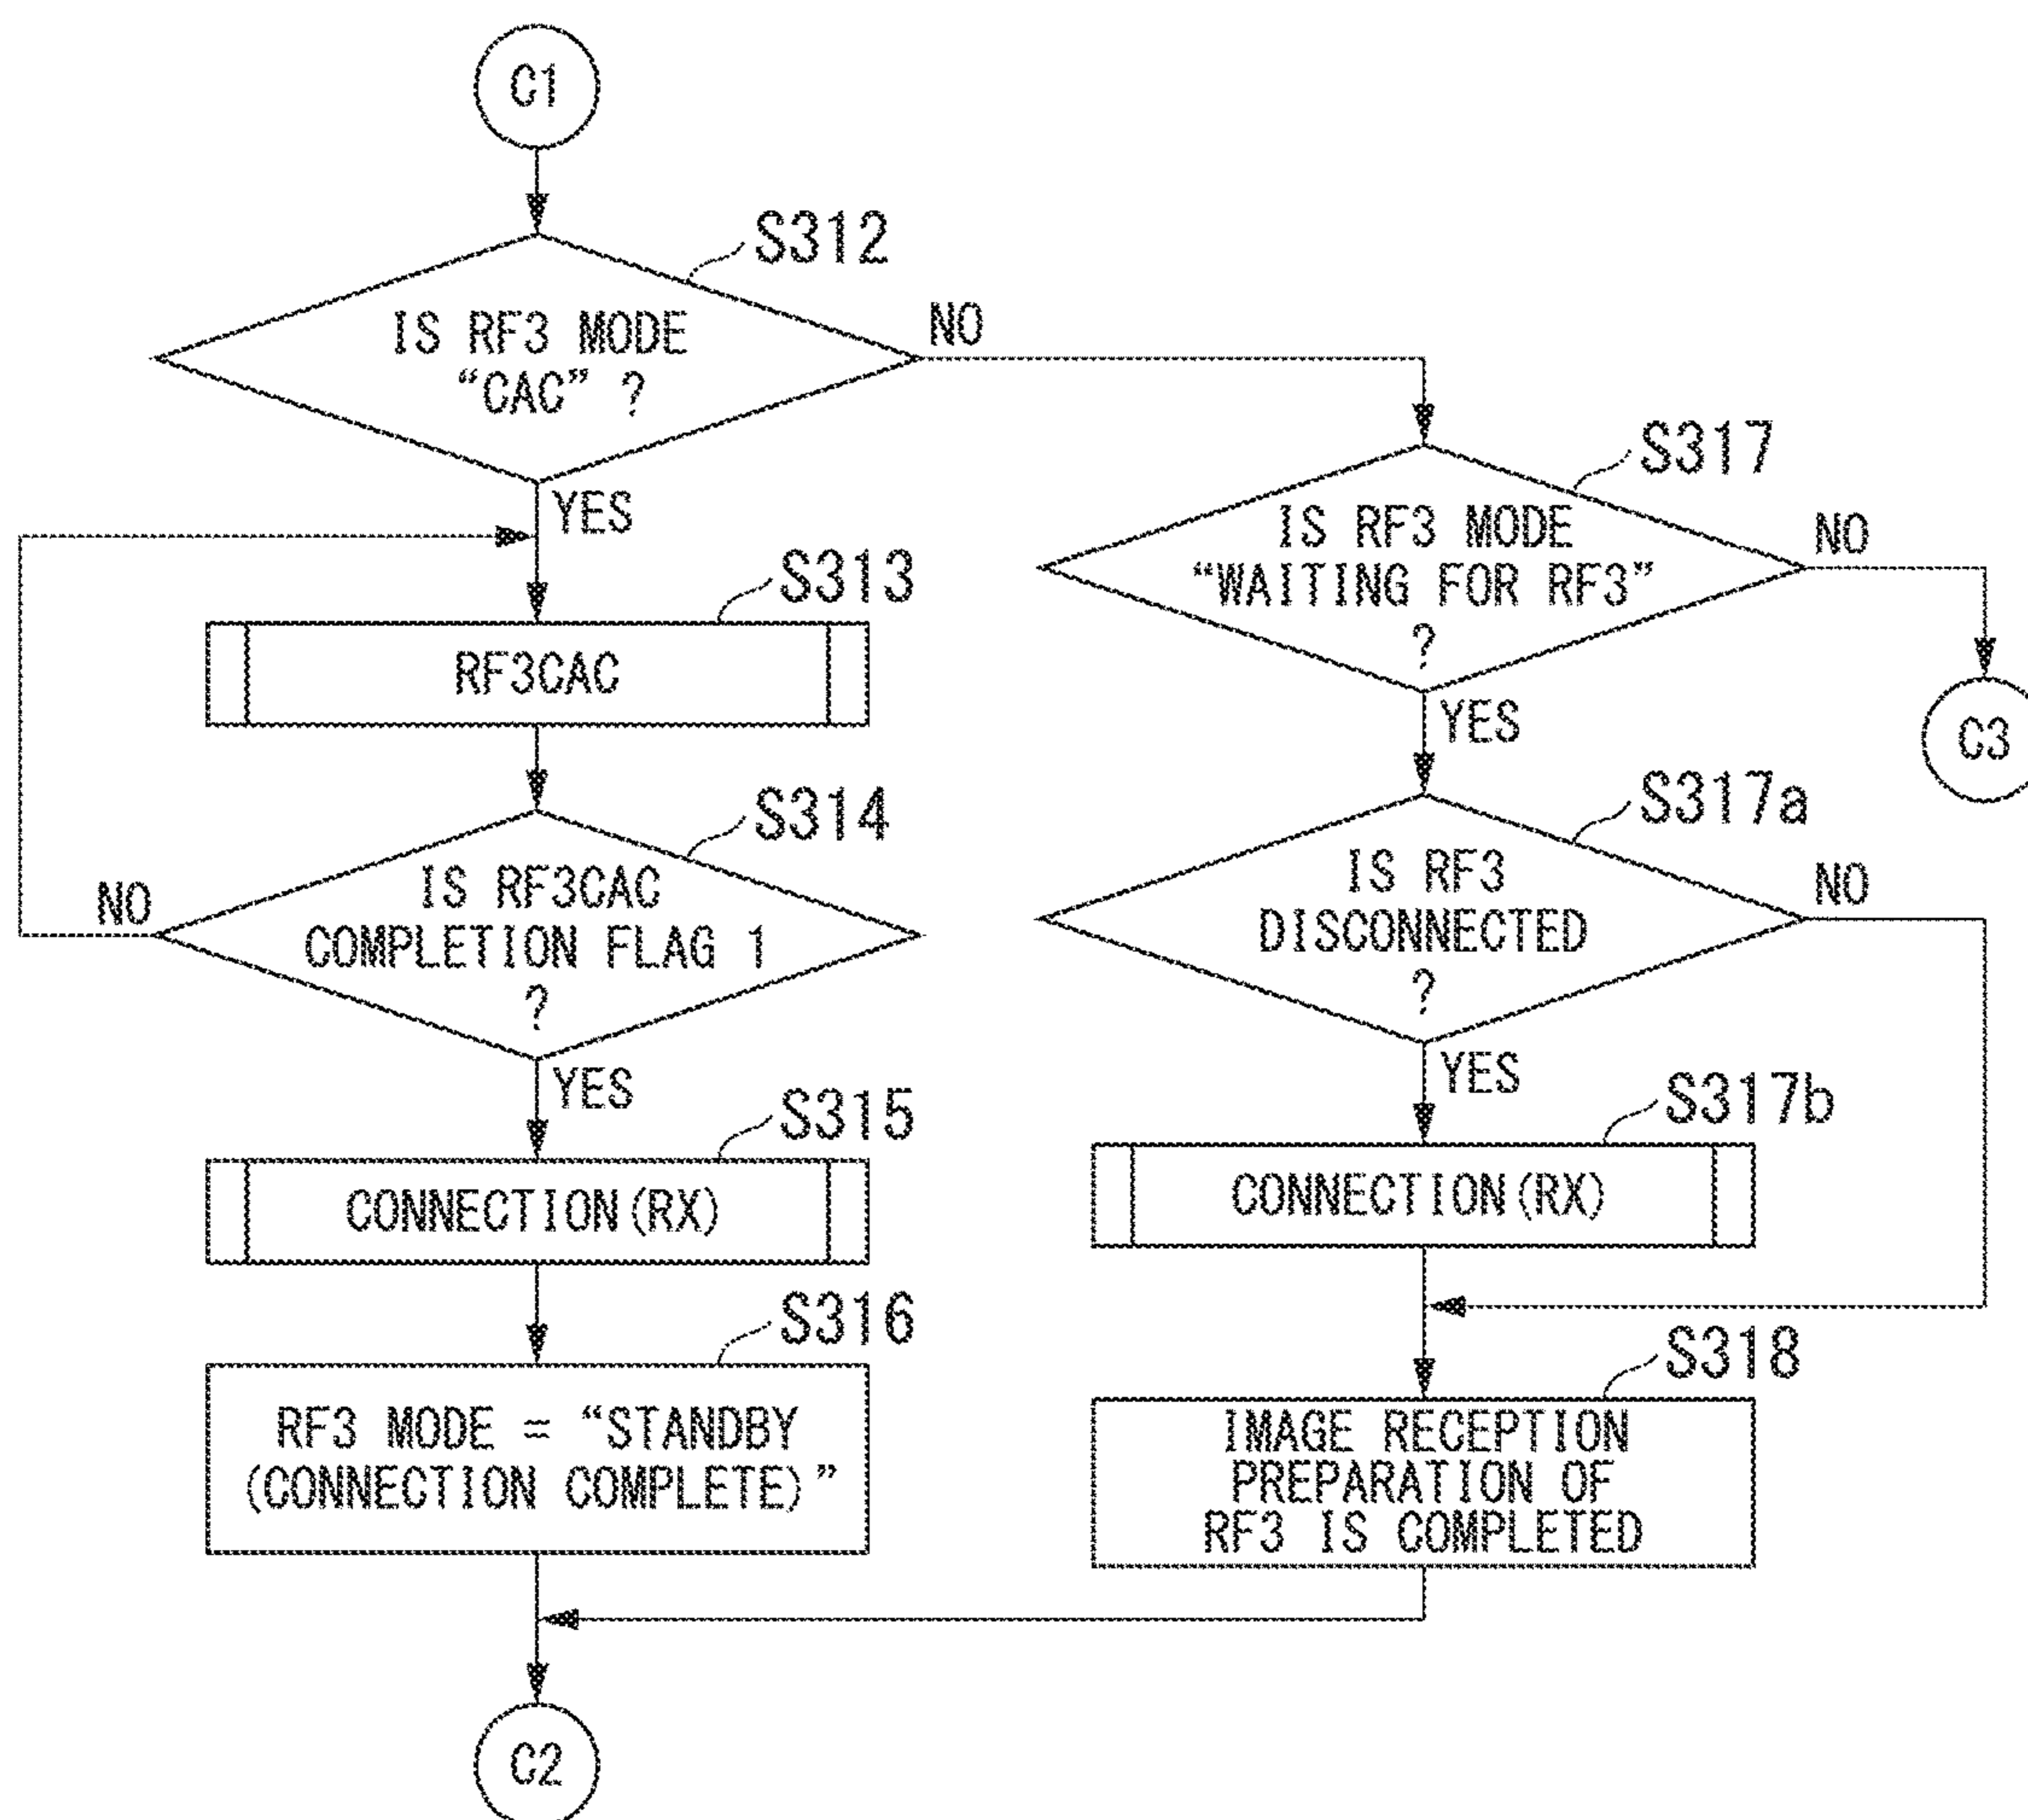 C1
S312
IS RF3 MODE
“CAC” ?
NO
YES
S313
RF3CAC
S314
IS RF3CAC
COMPLETION FLAG 1
?
NO
YES
S315
CONNECTION(RX)
S316
RF3 MODE = “STANDBY
(CONNECTION COMPLETE)”
C2
S317
IS RF3 MODE
“WAITING FOR RF3”
?
NO
C3
YES
S317a
IS RF3
DISCONNECTED
?
NO
YES
S317b
CONNECTION(RX)
S318
IMAGE RECEPTION
PREPARATION OF
RF3 IS COMPLETED